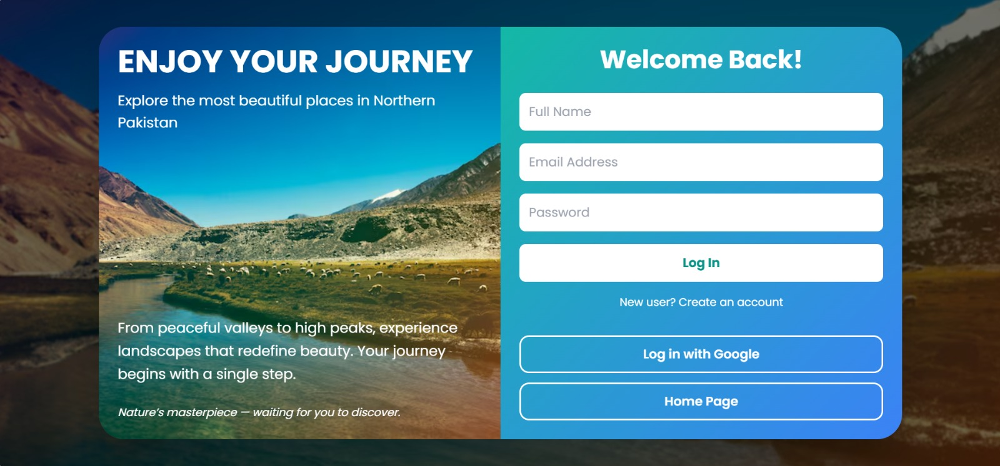 ENJOY YOUR JOURNEY
Explore the most beautiful places in Northern
Pakistan
From peaceful valleys to high peaks, experience
landscapes that redefine beauty. Your journey
begins with a single step.
Nature’s masterpiece — waiting for you to discover.
Welcome Back!
Full Name
Email Address
Password
Log In
New user? Create an account
Log in with Google
Home Page